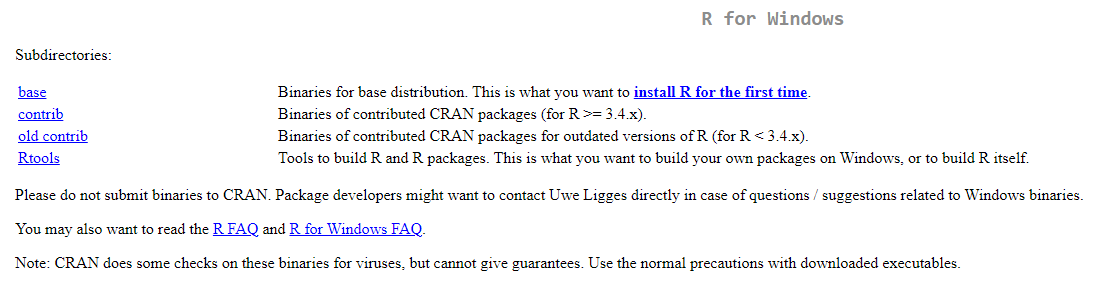 R for Windows
Subdirectories:
base Binaries for base distribution. This is what you want to install R for the first time.
contrib Binaries of contributed CRAN packages (for R >= 3.4.x).
old contrib Binaries of contributed CRAN packages for outdated versions of R (for R < 3.4.x).
Rtools Tools to build R and R packages. This is what you want to build your own packages on Windows, or to build R itself.
Please do not submit binaries to CRAN. Package developers might want to contact Uwe Ligges directly in case of questions / suggestions related to Windows binaries.
You may also want to read the R FAQ and R for Windows FAQ.
Note: CRAN does some checks on these binaries for viruses, but cannot give guarantees. Use the normal precautions with downloaded executables.